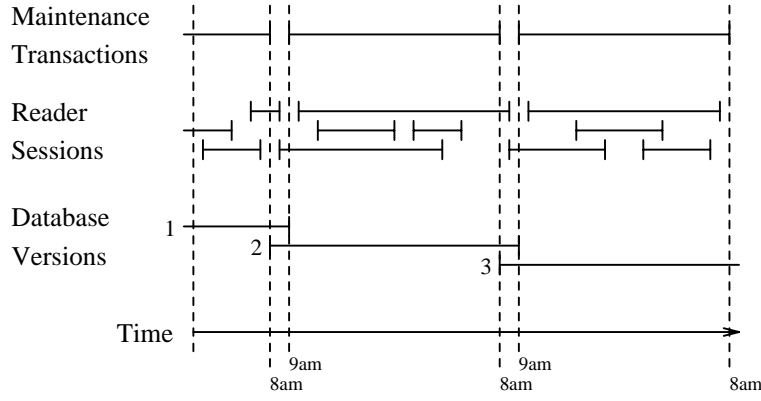 Maintenance
Transactions
Reader
Sessions
Database
1
2
Versions
3
Time
9am
9am
8am
8am
8am